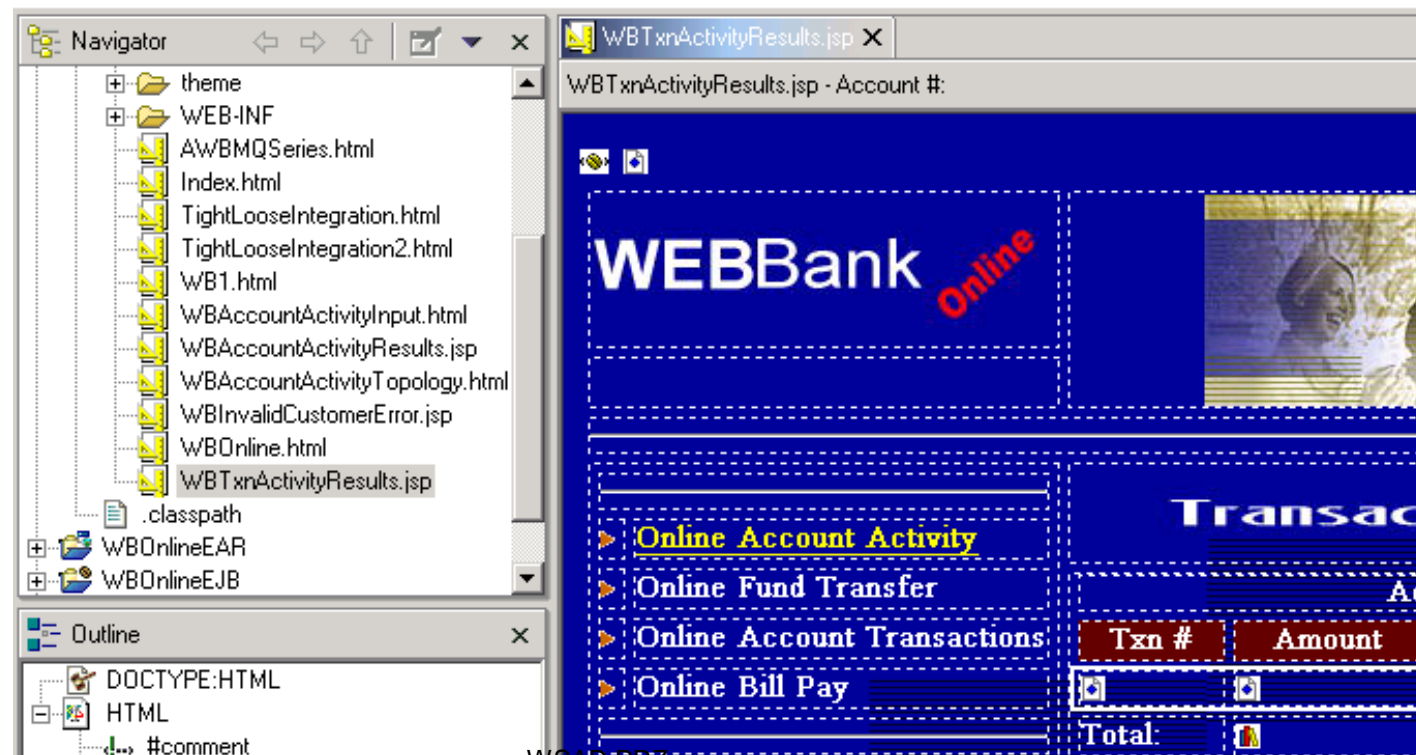 Navigator
theme
WEB-INF
AWBMQSeries.html
Index.html
TightLooseIntegration.html
TightLooseIntegration2.html
WB1.html
WBAccountActivityInput.html
WBAccountActivityResults.jsp
WBAccountActivityTopology.html
WBInvalidCustomerError.jsp
WBOnline.html
WBTxnActivityResults.jsp
.classpath
WBOnlineEAR
WBOnlineEJB
Outline
DOCTYPE:HTML
HTML
#comment
WBTxnActivityResults.jsp
WBTxnActivityResults.jsp - Account #:
WEBBank Online
Online Account Activity
Online Fund Transfer
Online Account Transactions
Online Bill Pay
Transac
Ac
Txn # Amount
Total: